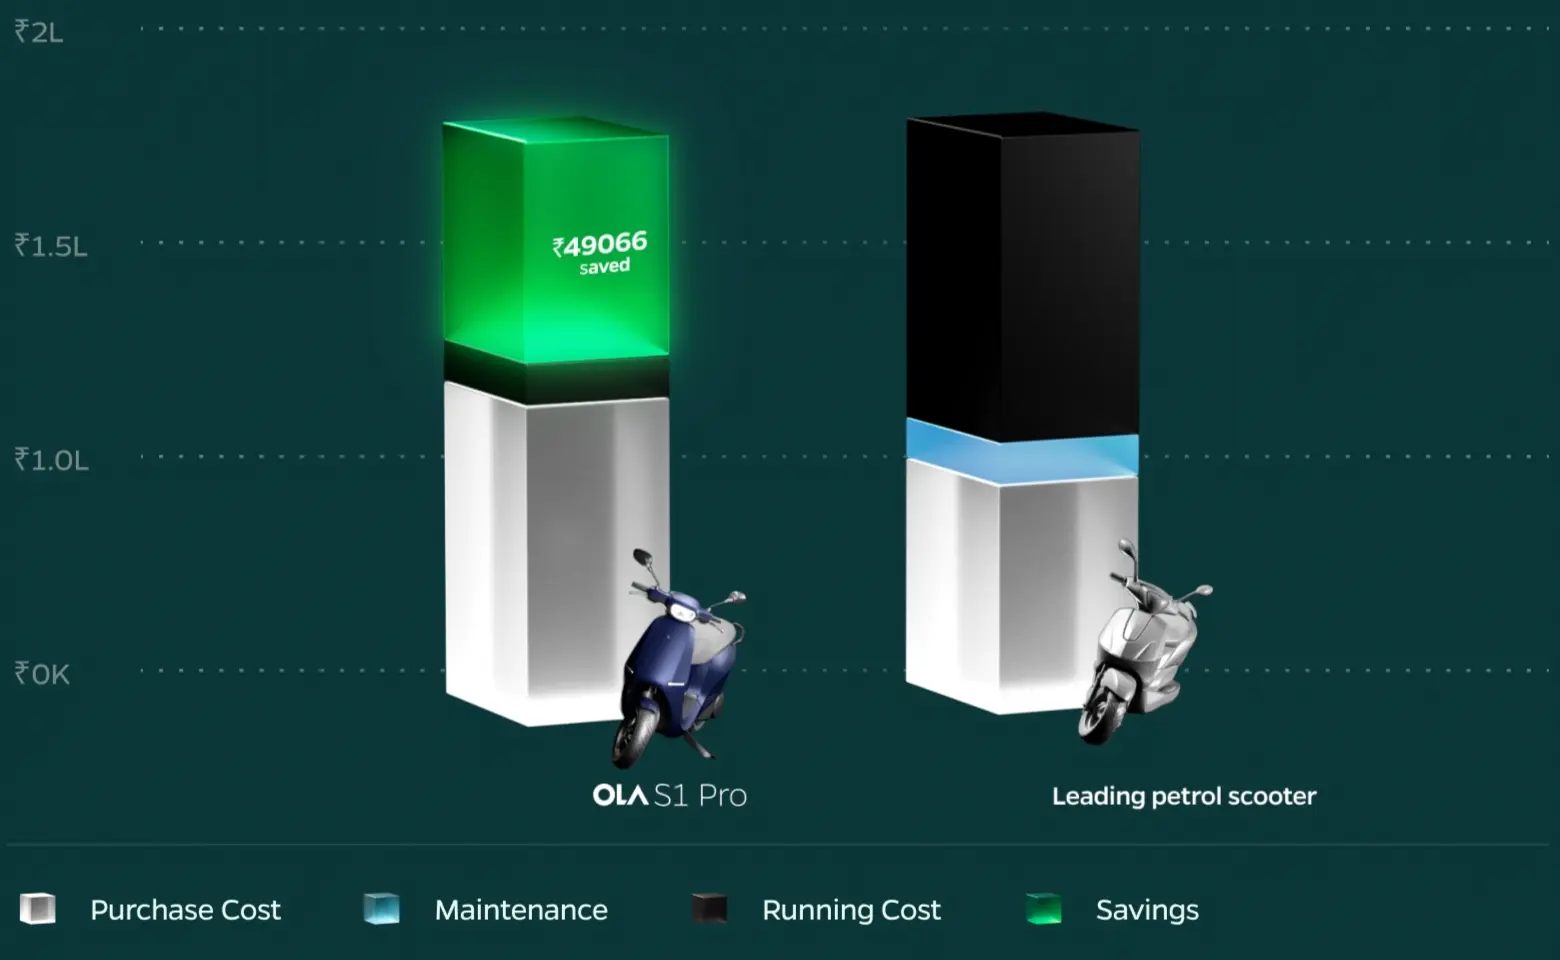 ₹2L
₹1.5L
₹1.0L
₹0K
₹49066
saved
OLA S1 Pro
Leading petrol scooter
Purchase Cost
Maintenance
Running Cost
Savings